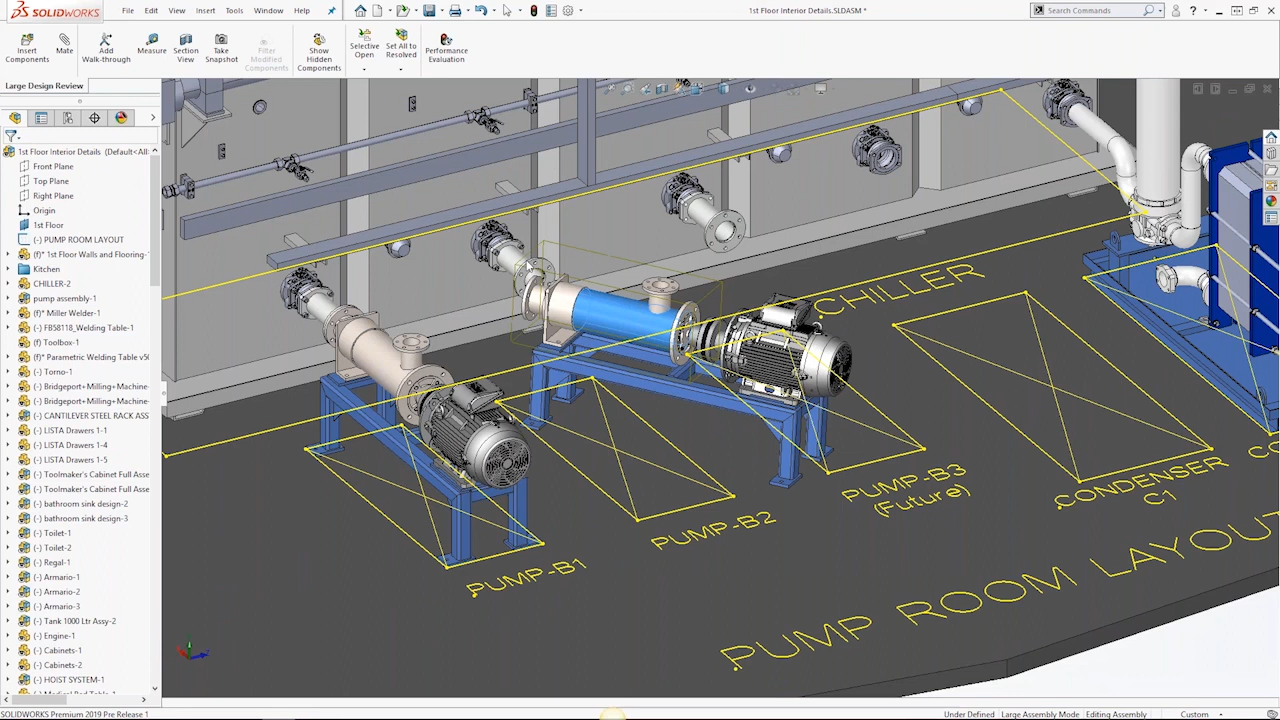 SOLIDWORKS
File Edit View Insert Tools Window Help
1st Floor Interior Details.SLDASM *
Search Commands
Insert Components
Mate
Add Walk-through
Measure
Section View
Take Snapshot
Filter Modified Components
Show Hidden Components
Selective Open
Set All to Resolved
Performance Evaluation
Large Design Review
1st Floor Interior Details (Default<All
Front Plane
Top Plane
Right Plane
Origin
1st Floor
(-) PUMP ROOM LAYOUT
(f)* 1st Floor Walls and Flooring-
Kitchen
CHILLER-2
pump assembly-1
(f)* Miller Welder-1
(-) FB58118_Welding Table-1
(f) Toolbox-1
(f)* Parametric Welding Table v50
(-) Torno-1
(-) Bridgeport+Milling+Machine-
(-) Bridgeport+Milling+Machine-
(-) CANTILEVER STEEL RACK ASS
(-) LISTA Drawers 1-1
(-) LISTA Drawers 1-4
(-) LISTA Drawers 1-5
(-) Toolmaker's Cabinet Full Asse
(-) Toolmaker's Cabinet Full Asse
(-) bathroom sink design-2
(-) bathroom sink design-3
(-) Toilet-1
(-) Toilet-2
(-) Regal-1
(-) Armario-1
(-) Armario-2
(-) Armario-3
(-) Tank 1000 Ltr Assy-2
(-) Engine-1
(-) Cabinets-1
(-) Cabinets-2
(-) HOIST SYSTEM-1
CHILLER
PUMP-B3
(Future)
CONDENSER
C1
CO
PUMP-B2
PUMP-B1
PUMP ROOM LAYOUT
SOLIDWORKS Premium 2019 Pre Release 1
Under Defined Large Assembly Mode Editing Assembly Custom